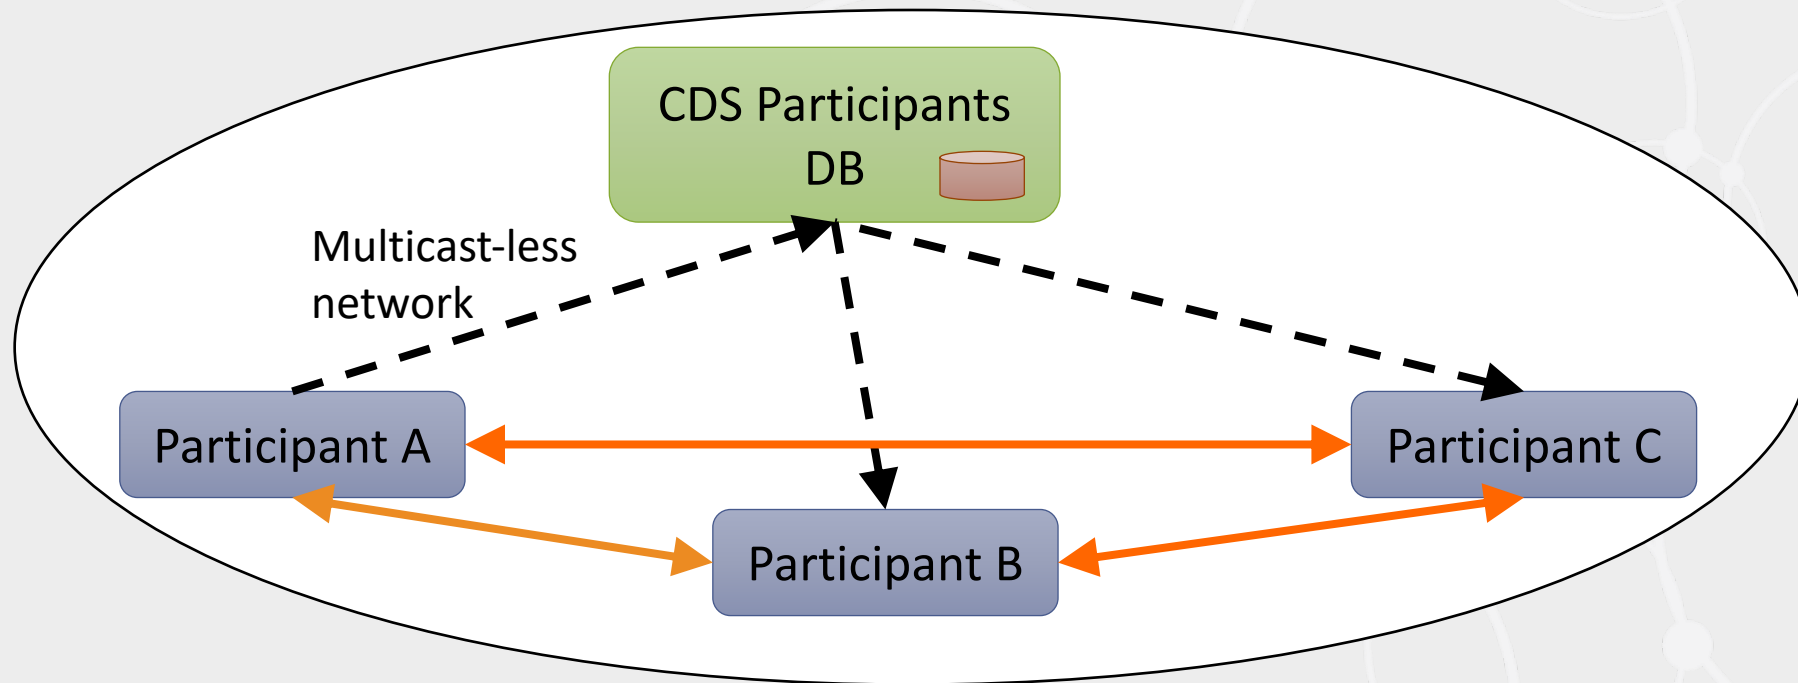 CDS Participants
DB
Multicast-less
network
Participant A
Participant C
Participant B